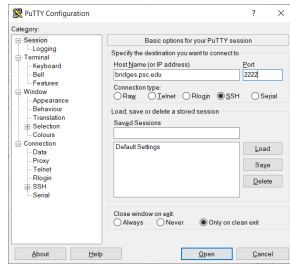 PuTTY Configuration
Category:
Session
Logging
Terminal
Keyboard
Bell
Features
Window
Appearance
Behaviour
Translation
Selection
Colours
Connection
Data
Proxy
Telnet
Rlogin
SSH
Serial
Basic options for your PuTTY session
Specify the destination you want to connect to
Host Name (or IP address) Port
bridges.psc.edu 2222
Connection type:
Raw Telnet Rlogin SSH Serial
Load, save or delete a stored session
Saved Sessions
Default Settings
Load
Save
Delete
Close window on exit:
Always Never Only on clean exit
About Help Open Cancel